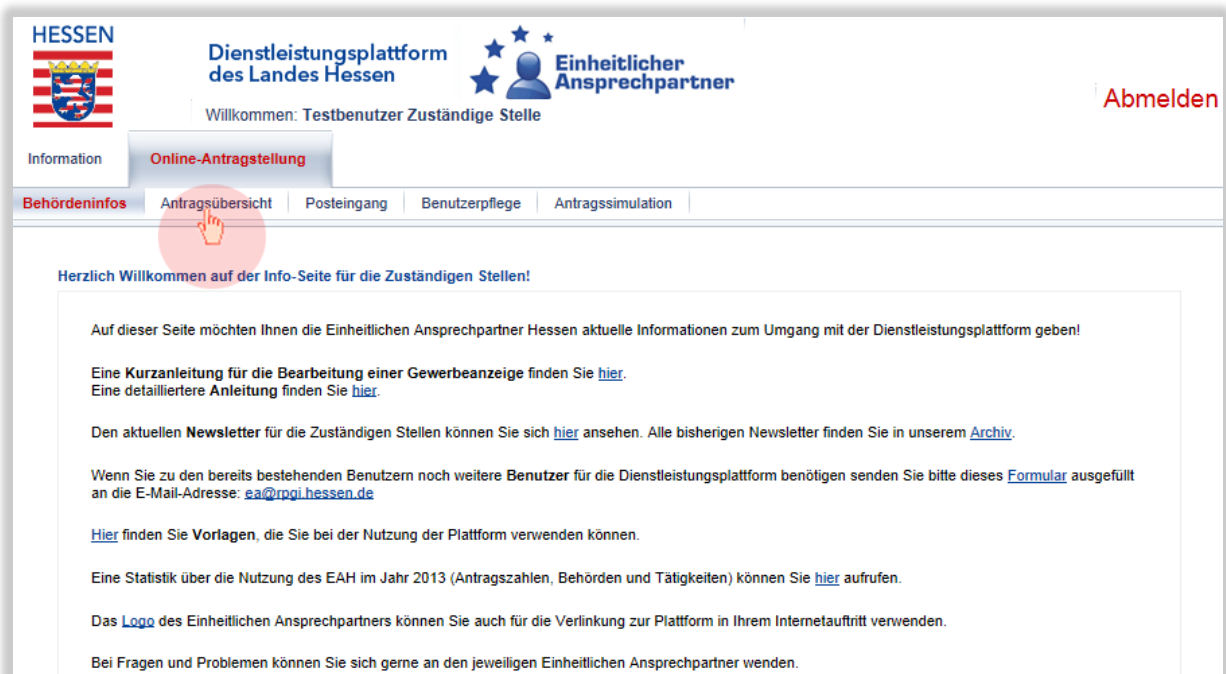 HESSEN
Dienstleistungsplattform
des Landes Hessen
Einheitlicher
Ansprechpartner
Willkommen: Testbenutzer Zuständige Stelle
Abmelden
Information
Online-Antragstellung
Behördeninfos
Antragsübersicht
Posteingang
Benutzerpflege
Antragssimulation
Herzlich Willkommen auf der Info-Seite für die Zuständigen Stellen!
Auf dieser Seite möchten Ihnen die Einheitlichen Ansprechpartner Hessen aktuelle Informationen zum Umgang mit der Dienstleistungsplattform geben!
Eine Kurzanleitung für die Bearbeitung einer Gewerbeanzeige finden Sie hier.
Eine detailliertere Anleitung finden Sie hier.
Den aktuellen Newsletter für die Zuständigen Stellen können Sie sich hier ansehen. Alle bisherigen Newsletter finden Sie in unserem Archiv.
Wenn Sie zu den bereits bestehenden Benutzern noch weitere Benutzer für die Dienstleistungsplattform benötigen senden Sie bitte dieses Formular ausgefüllt
an die E-Mail-Adresse: ea@rpgi.hessen.de
Hier finden Sie Vorlagen, die Sie bei der Nutzung der Plattform verwenden können.
Eine Statistik über die Nutzung des EAH im Jahr 2013 (Antragszahlen, Behörden und Tätigkeiten) können Sie hier aufrufen.
Das Logo des Einheitlichen Ansprechpartners können Sie auch für die Verlinkung zur Plattform in Ihrem Internetauftritt verwenden.
Bei Fragen und Problemen können Sie sich gerne an den jeweiligen Einheitlichen Ansprechpartner wenden.